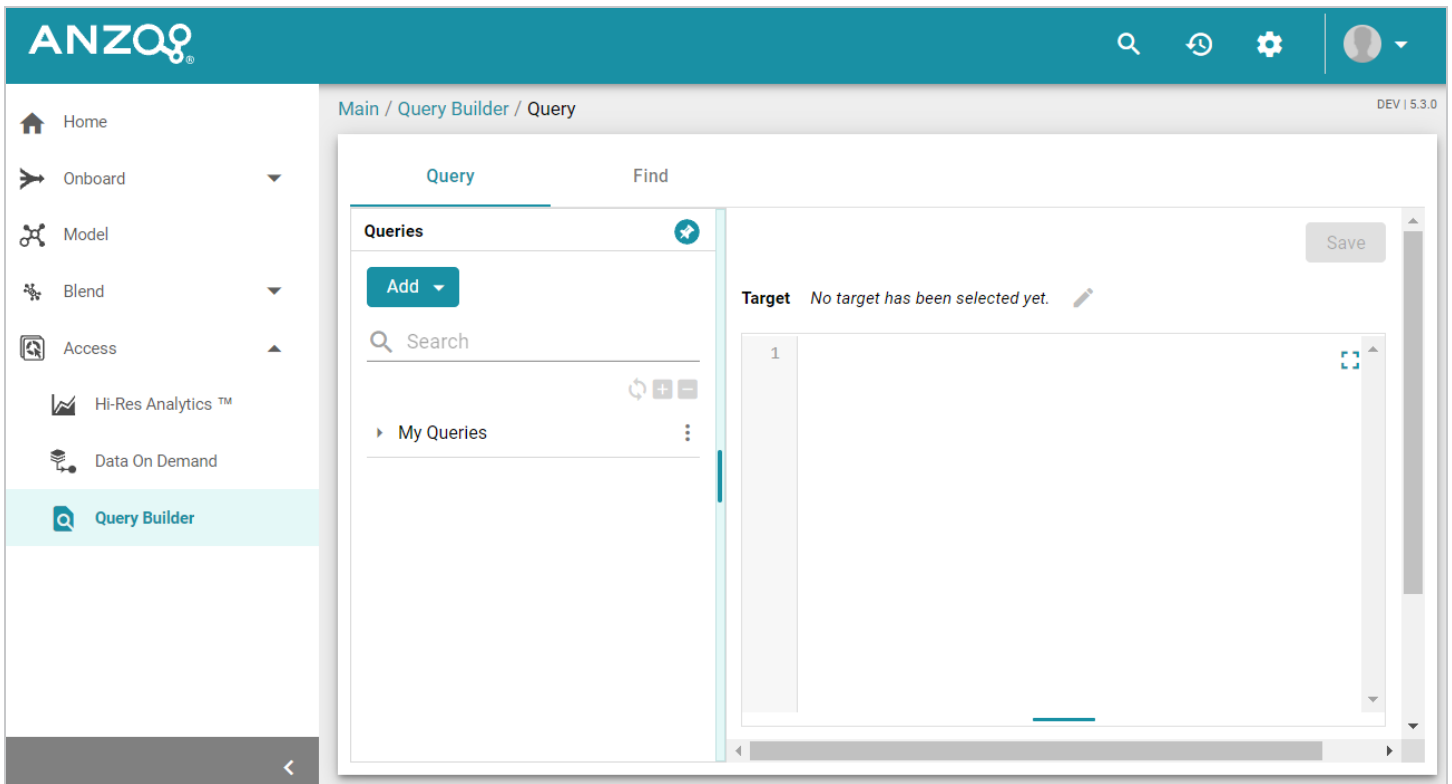 ANZO®
Main / Query Builder / Query
DEV | 5.3.0
Home
Onboard
Model
Blend
Access
Hi-Res Analytics ™
Data On Demand
Query Builder
Query
Find
Queries
Add
Search
My Queries
Save
Target No target has been selected yet.
1